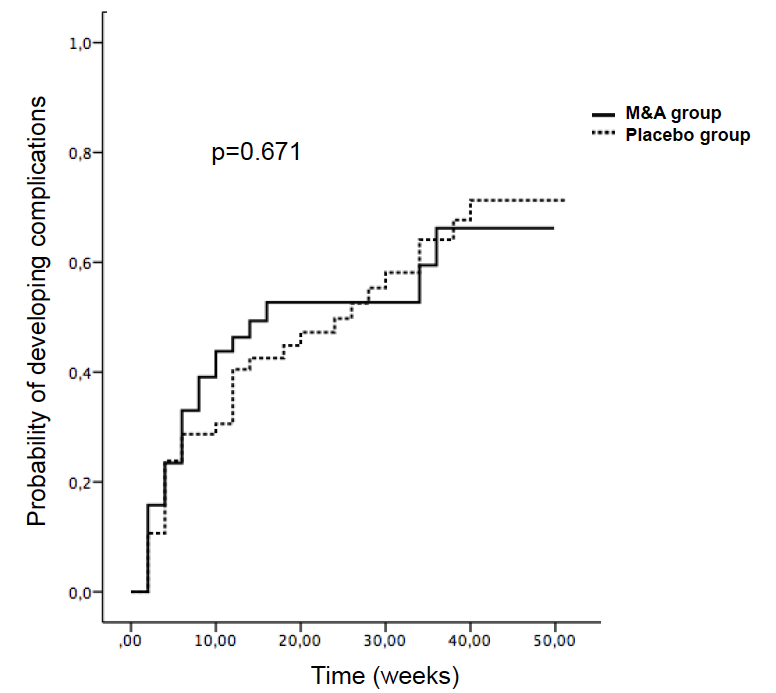 1,0
0,8
0,6
0,4
0,2
0,0
Probability of developing complications
p=0.671
M&A group
Placebo group
,00 10,00 20,00 30,00 40,00 50,00
Time (weeks)